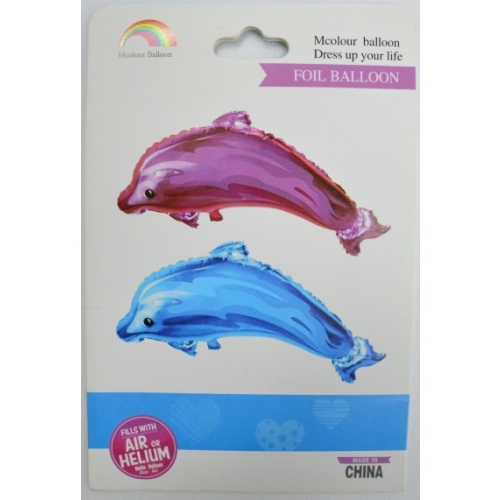 Mcolour Balloon
Mcolour balloon
Dress up your life
FOIL BALLOON
FILLS WITH
AIR OR
HELIUM
MADE IN
CHINA